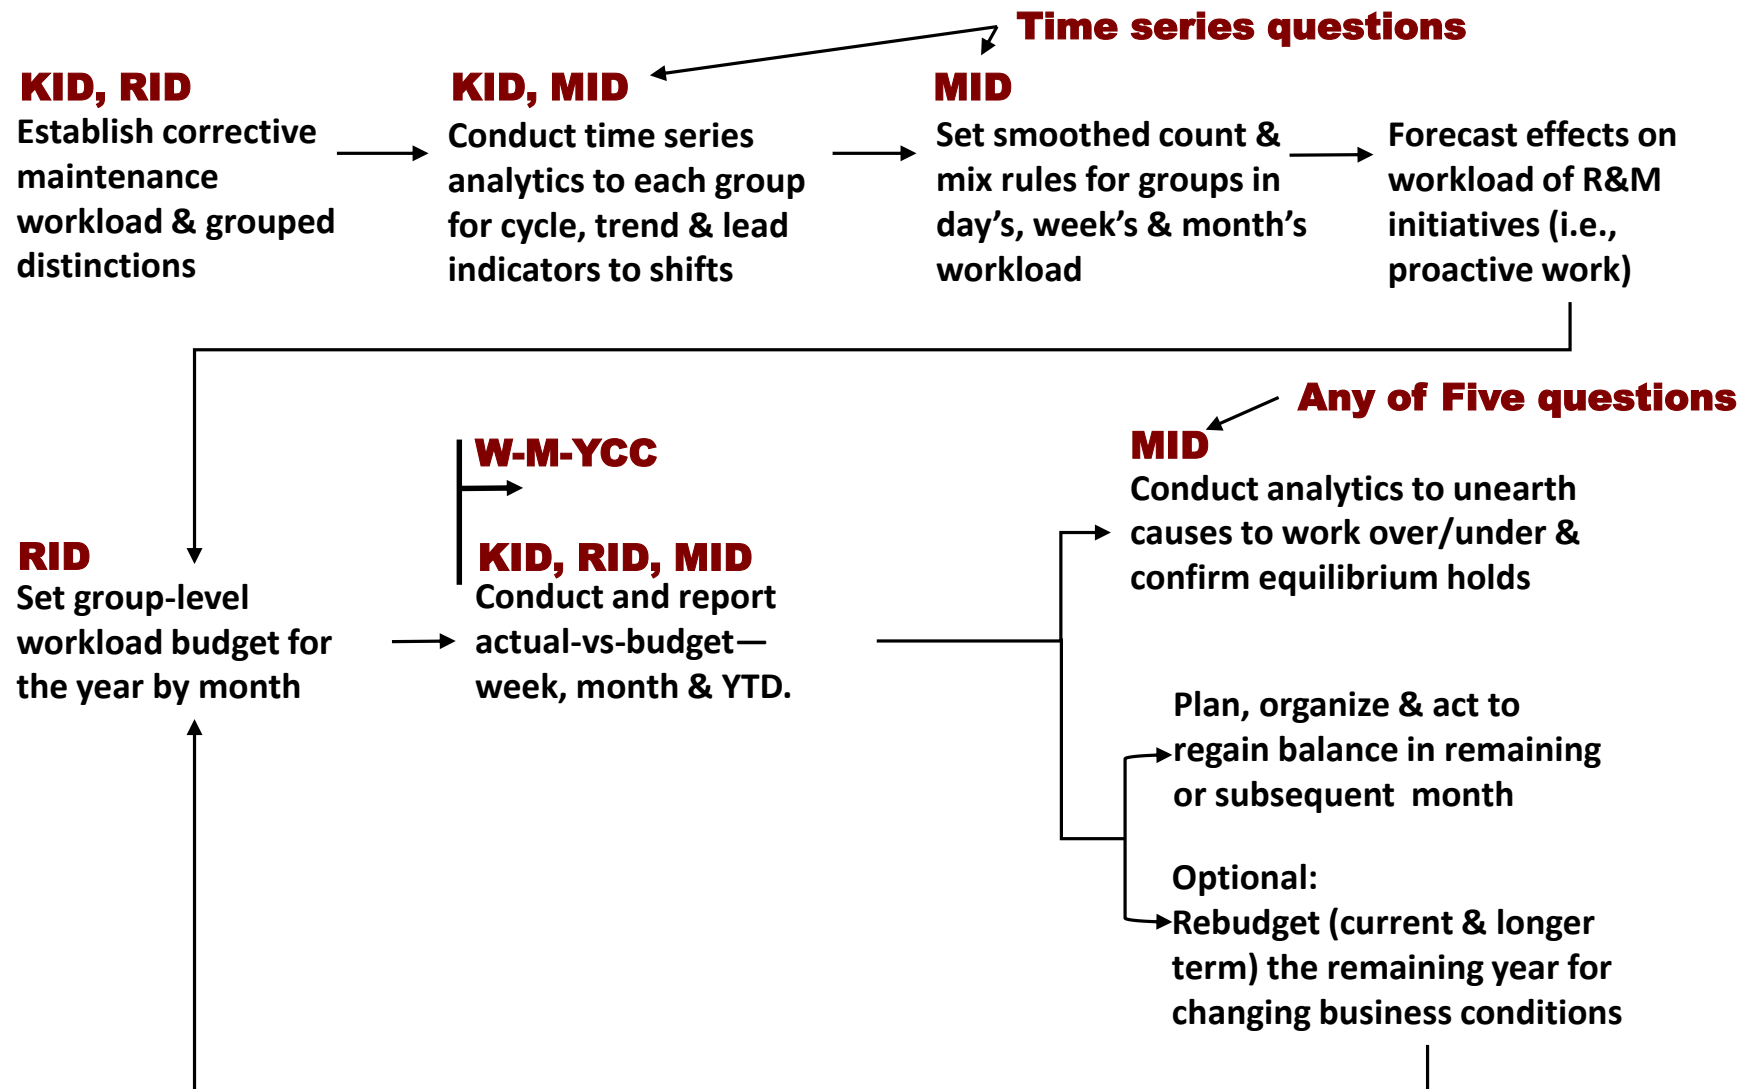 Time series questions
KID, RID
Establish corrective
maintenance
workload & grouped
distinctions
KID, MID
Conduct time series
analytics to each group
for cycle, trend & lead
indicators to shifts
MID
Set smoothed count &
mix rules for groups in
day’s, week’s & month’s
workload
Forecast effects on
workload of R&M
initiatives (i.e.,
proactive work)
RID
Set group-level
workload budget for
the year by month
W-M-YCC
KID, RID, MID
Conduct and report
actual-vs-budget—
week, month & YTD.
Any of Five questions
MID
Conduct analytics to unearth
causes to work over/under &
confirm equilibrium holds
Plan, organize & act to
regain balance in remaining
or subsequent month
Optional:
Rebudget (current & longer
term) the remaining year for
changing business conditions